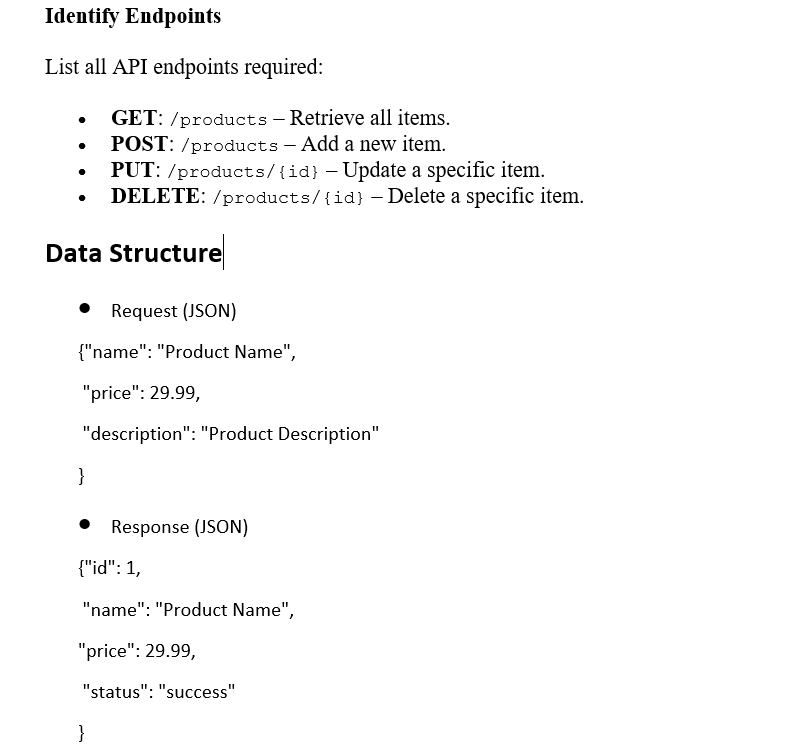 Identify Endpoints
List all API endpoints required:
• GET: /products – Retrieve all items.
• POST: /products – Add a new item.
• PUT: /products/{id} – Update a specific item.
• DELETE: /products/{id} – Delete a specific item.
Data Structure
• Request (JSON)
{"name": "Product Name",
"price": 29.99,
"description": "Product Description"
}
• Response (JSON)
{"id": 1,
"name": "Product Name",
"price": 29.99,
"status": "success"
}